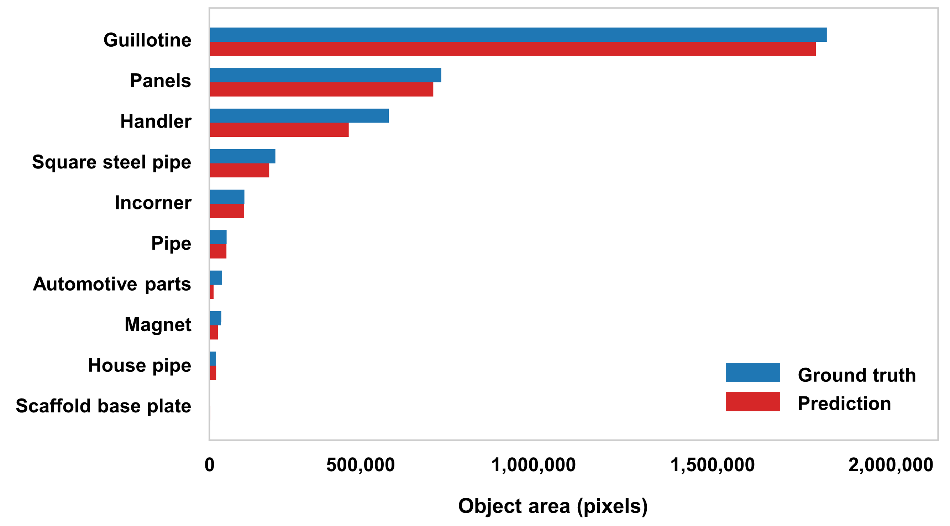 Guillotine
Panels
Handler
Square steel pipe
Incorner
Pipe
Automotive parts
Magnet
House pipe
Scaffold base plate
Ground truth
Prediction
0 500,000 1,000,000 1,500,000 2,000,000
Object area (pixels)